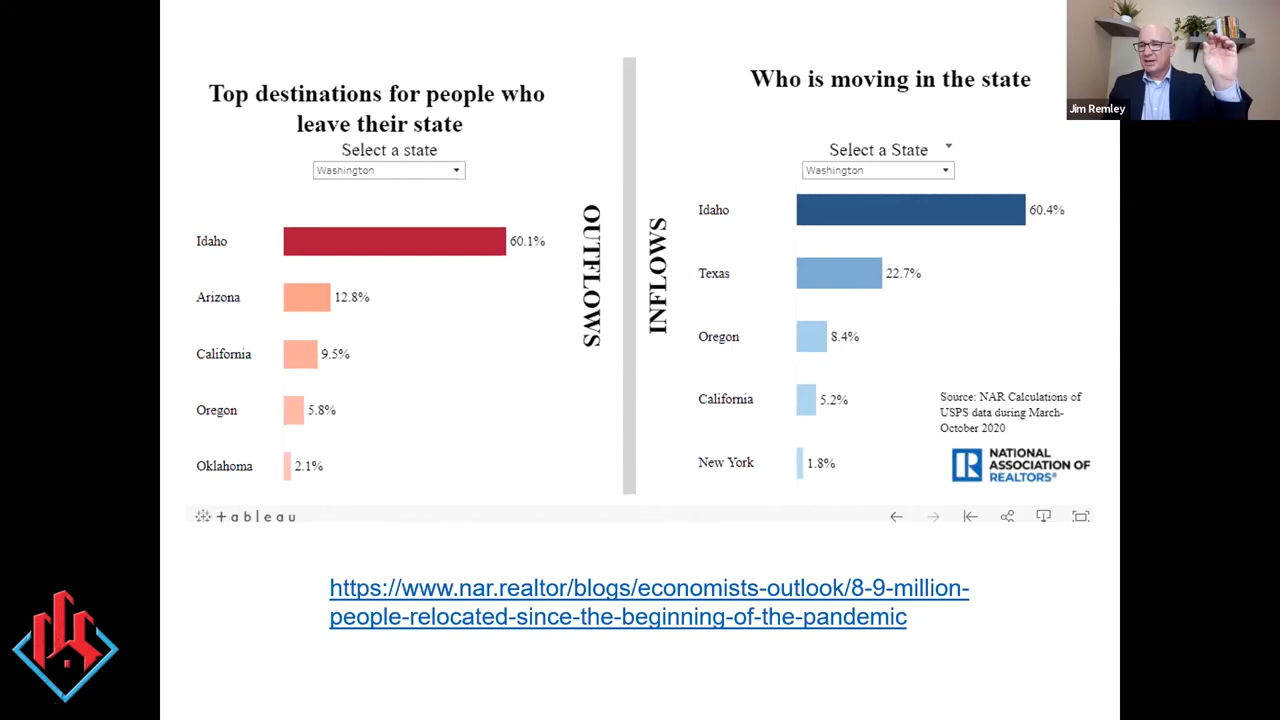 Jim Remley
Top destinations for people who
leave their state
Select a state
Washington
Idaho 60.1%
Arizona 12.8%
California 9.5%
Oregon 5.8%
Oklahoma 2.1%
OUTFLOWS
INFLOWS
Who is moving in the state
Select a State
Washington
Idaho 60.4%
Texas 22.7%
Oregon 8.4%
California 5.2%
New York 1.8%
Source: NAR Calculations of
USPS data during March-
October 2020
NATIONAL
ASSOCIATION OF
REALTORS®
+ableau
https://www.nar.realtor/blogs/economists-outlook/8-9-million-
people-relocated-since-the-beginning-of-the-pandemic